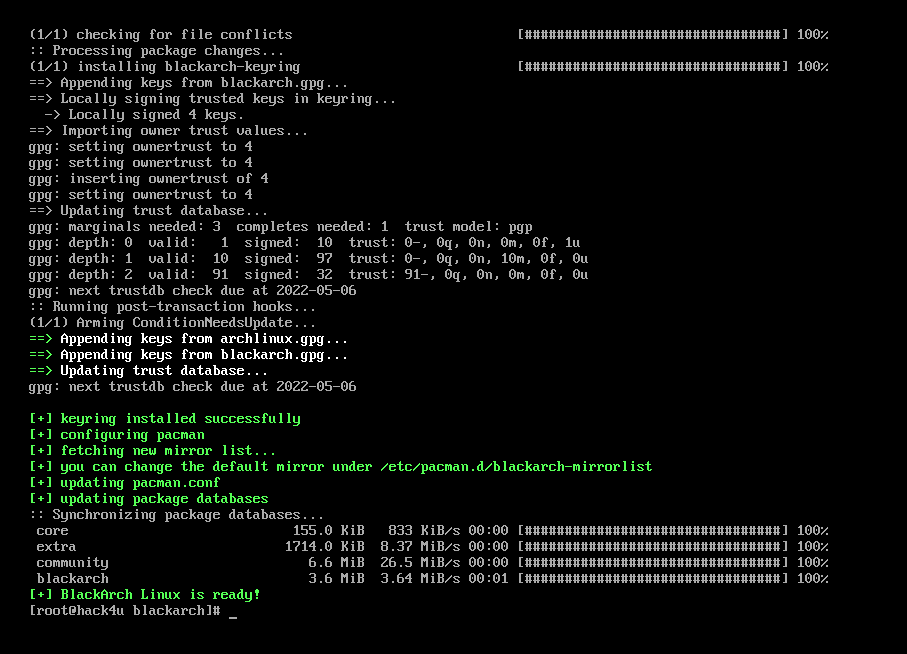 (1/1) checking for file conflicts [################################] 100%
:: Processing package changes...
(1/1) installing blackarch-keyring [################################] 100%
==> Appending keys from blackarch.gpg...
==> Locally signing trusted keys in keyring...
-> Locally signed 4 keys.
==> Importing owner trust values...
gpg: setting ownertrust to 4
gpg: setting ownertrust to 4
gpg: inserting ownertrust of 4
gpg: setting ownertrust to 4
==> Updating trust database...
gpg: marginals needed: 3 completes needed: 1 trust model: pgp
gpg: depth: 0 valid: 1 signed: 10 trust: 0-, 0q, 0n, 0m, 0f, 1u
gpg: depth: 1 valid: 10 signed: 97 trust: 0-, 0q, 0n, 10m, 0f, 0u
gpg: depth: 2 valid: 91 signed: 32 trust: 91-, 0q, 0n, 0m, 0f, 0u
gpg: next trustdb check due at 2022-05-06
:: Running post-transaction hooks...
(1/1) Arming ConditionNeedsUpdate...
==> Appending keys from archlinux.gpg...
==> Appending keys from blackarch.gpg...
==> Updating trust database...
gpg: next trustdb check due at 2022-05-06
[+] keyring installed successfully
[+] configuring pacman
[+] fetching new mirror list...
[+] you can change the default mirror under /etc/pacman.d/blackarch-mirrorlist
[+] updating pacman.conf
[+] updating package databases
:: Synchronizing package databases...
core 155.0 KiB 833 KiB/s 00:00 [################################] 100%
extra 1714.0 KiB 8.37 MiB/s 00:00 [################################] 100%
community 6.6 MiB 26.5 MiB/s 00:00 [################################] 100%
blackarch 3.6 MiB 3.64 MiB/s 00:01 [################################] 100%
[+] BlackArch Linux is ready!
[root@hack4u blackarch]# _